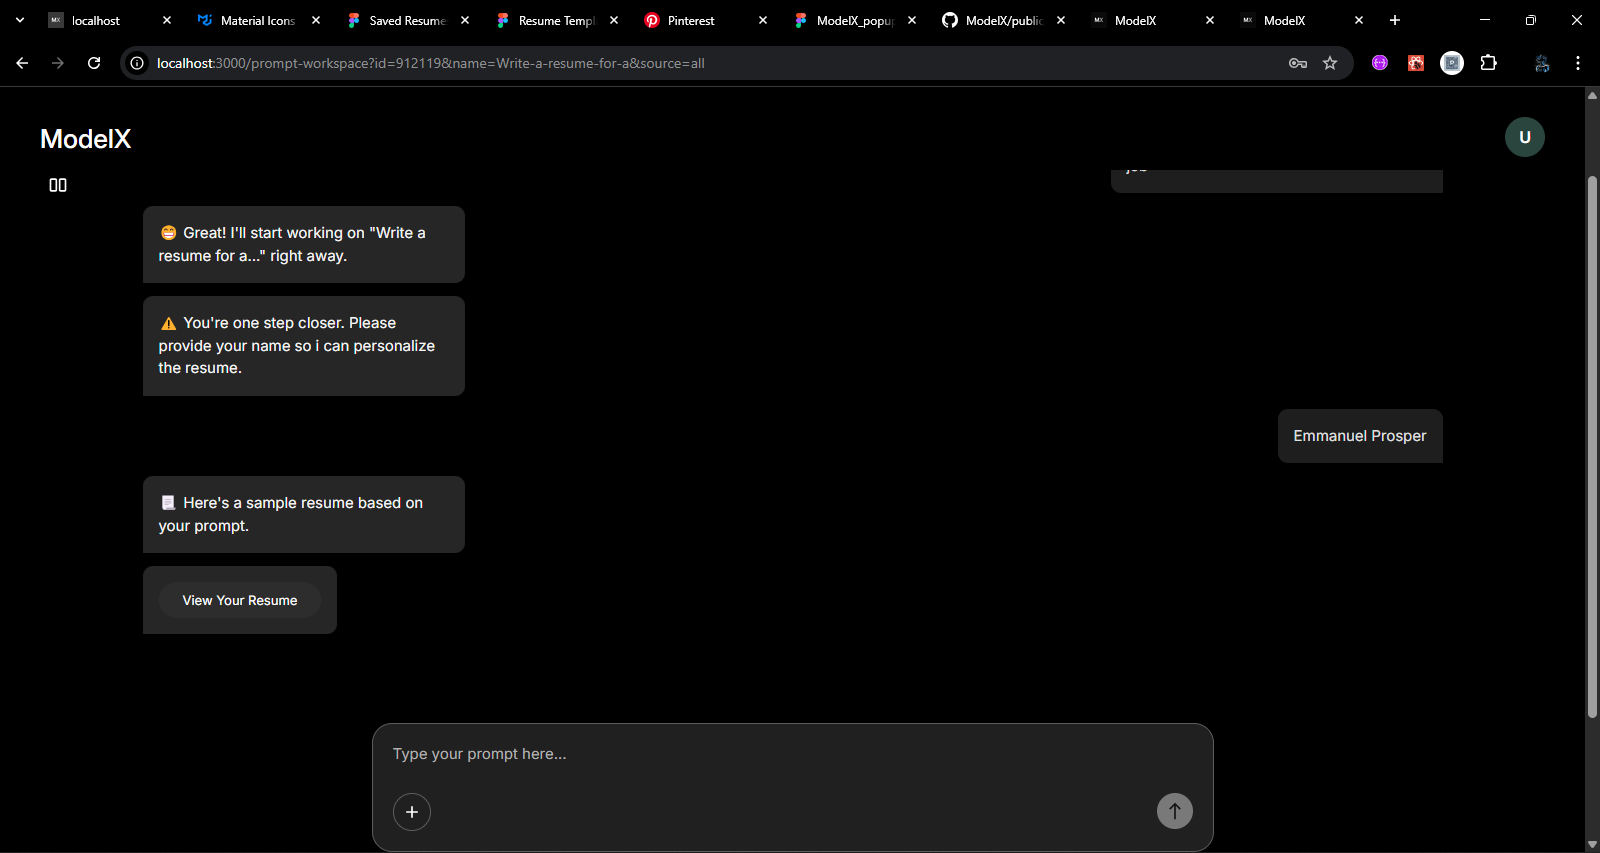 MX localhost
Material Icons
Saved Resume
Resume Templ
Pinterest
ModelX_popu
ModelX/public
MX ModelX
MX ModelX
localhost:3000/prompt-workspace?id=912119&name=Write-a-resume-for-a&source=all
ModelX
U
😁 Great! I'll start working on "Write a
resume for a..." right away.
⚠️ You're one step closer. Please
provide your name so i can personalize
the resume.
Emmanuel Prosper
📃 Here's a sample resume based on
your prompt.
View Your Resume
Type your prompt here...